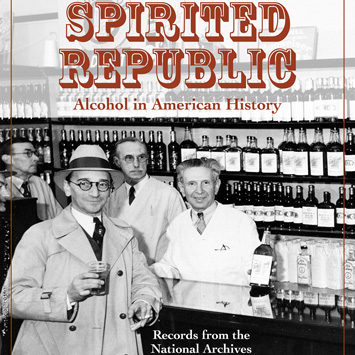 SPIRITED
REPUBLIC
Alcohol in American History
Records from the
National Archives